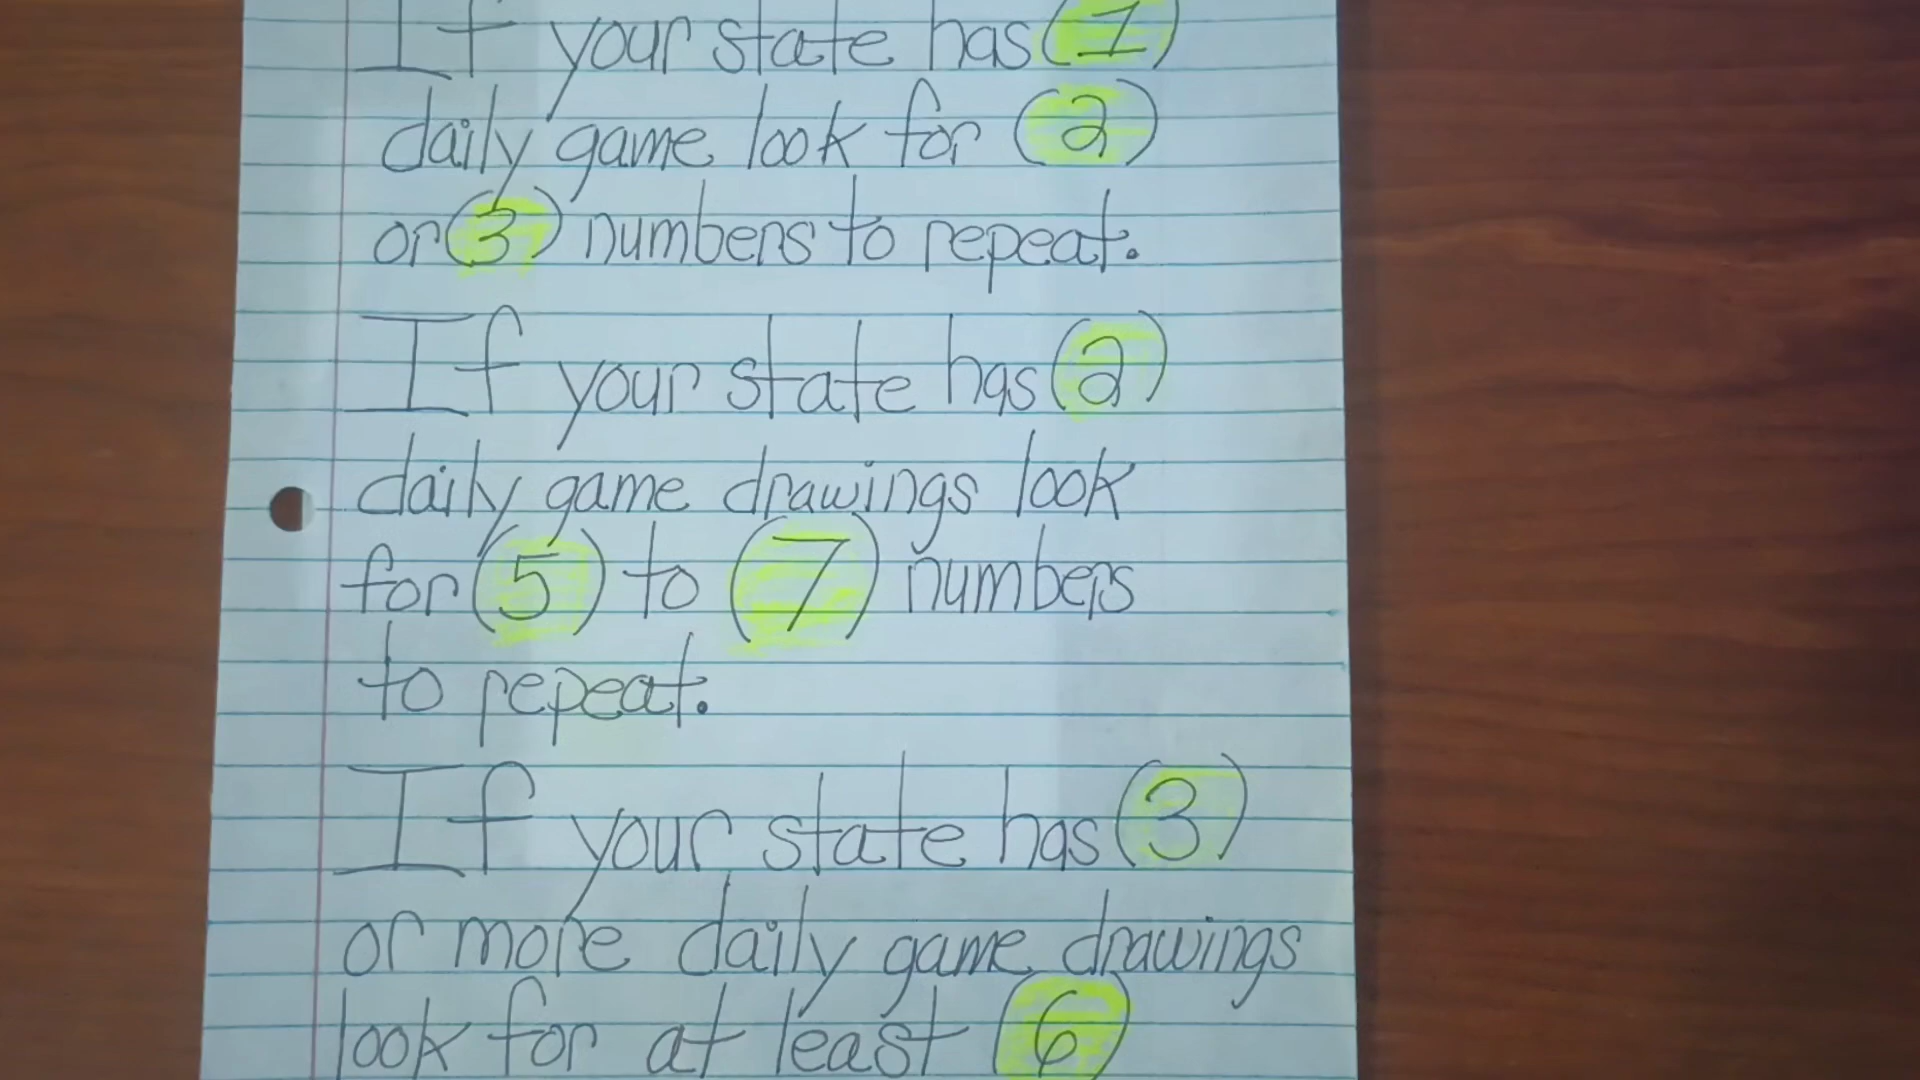 If your state has (1)
daily game look for (2)
or (3) numbers to repeat.
If your state has (2)
daily game drawings look
for (5) to (7) numbers
to repeat.
If your state has (3)
or more daily game drawings
look for at least (6)